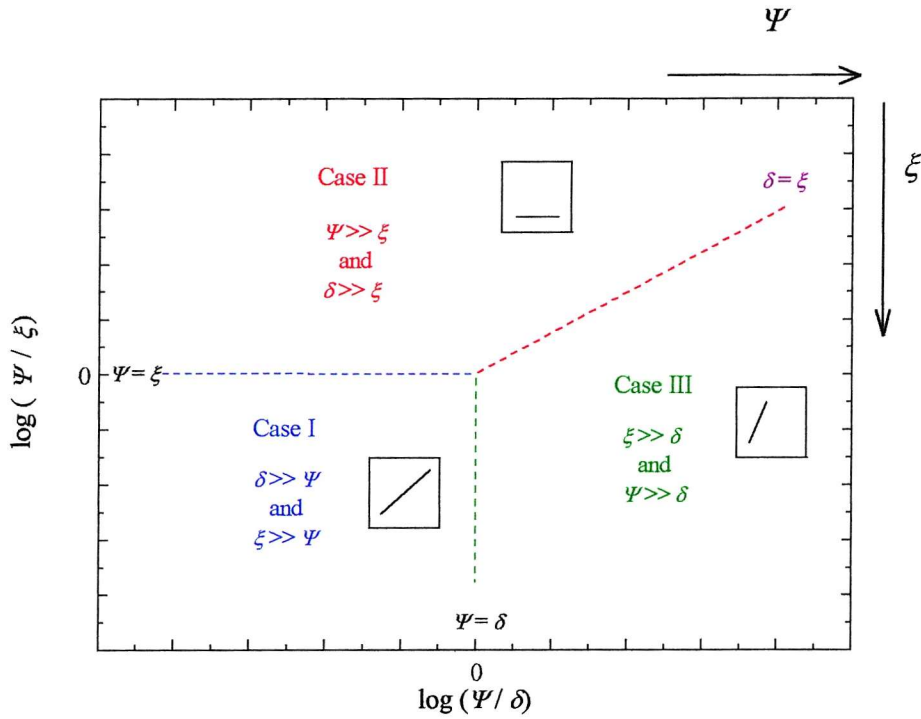 Ψ
ξ
Case II
Ψ>> ξ
and
δ>> ξ
δ= ξ
log( Ψ / ξ)
0
Ψ= ξ
Case I
δ>> Ψ
and
ξ>> Ψ
Case III
ξ>> δ
and
Ψ>> δ
Ψ= δ
0
log(Ψ/ δ)